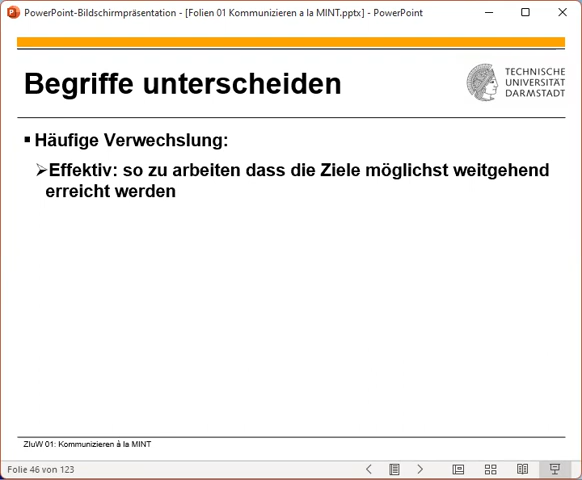 PowerPoint-Bildschirmpräsentation - [Folien 01 Kommunizieren a la MINT.pptx] - PowerPoint
Begriffe unterscheiden
TECHNISCHE
UNIVERSITÄT
DARMSTADT
▪ Häufige Verwechslung:
➢Effektiv: so zu arbeiten dass die Ziele möglichst weitgehend
erreicht werden
ZIuW 01: Kommunizieren à la MINT
Folie 46 von 123